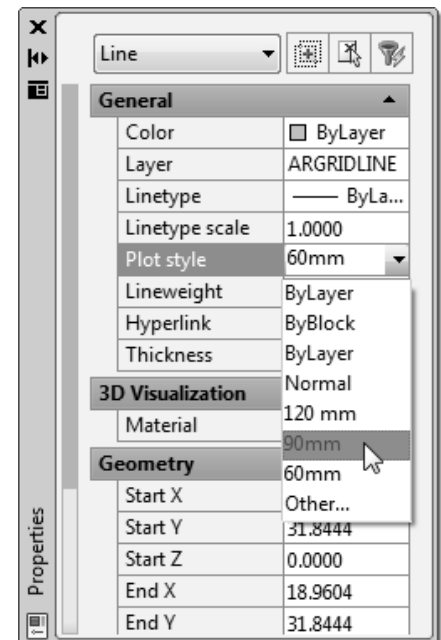 Line
General
Color ByLayer
Layer ARGRIDLINE
Linetype ByLa...
Linetype scale 1.0000
Plot style 60mm
Lineweight ByLayer
Hyperlink ByBlock
Thickness ByLayer
Normal
3D Visualization
120 mm
Material 90mm
Geometry 60mm
Start X Other...
Start Y 31.8444
Start Z 0.0000
End X 18.9604
End Y 31.8444
Properties